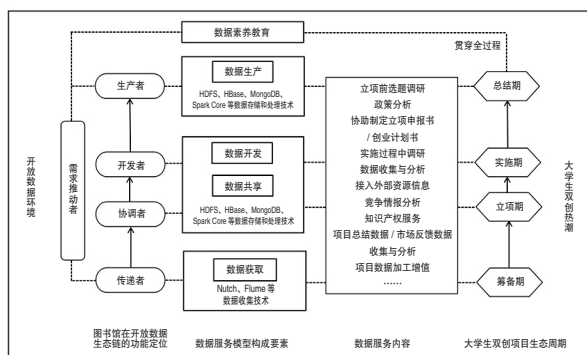 数据素养教育
贯穿全过程
生产者
数据生产
HDFS、HBase、MongoDB、
Spark Core 等数据存储和处理技术
总结期
开放数据环境
需求推动者
开发者
数据开发
实施期
协调者
数据共享
HDFS、HBase、MongoDB、
Spark Core 等数据存储和处理技术
立项期
传递者
数据获取
Nutch、Flume 等
数据收集技术
筹备期
立项前选题调研
政策分析
协助制定立项申报书
/ 创业计划书
实施过程中调研
数据收集与分析
接入外部资源信息
竞争情报分析
知识产权服务
项目总结数据 / 市场反馈数据
收集与分析
项目数据加工增值
……
大学生双创热潮
图书馆在开放数据
生态链的功能定位
数据服务模型构成要素
数据服务内容
大学生双创项目生态周期